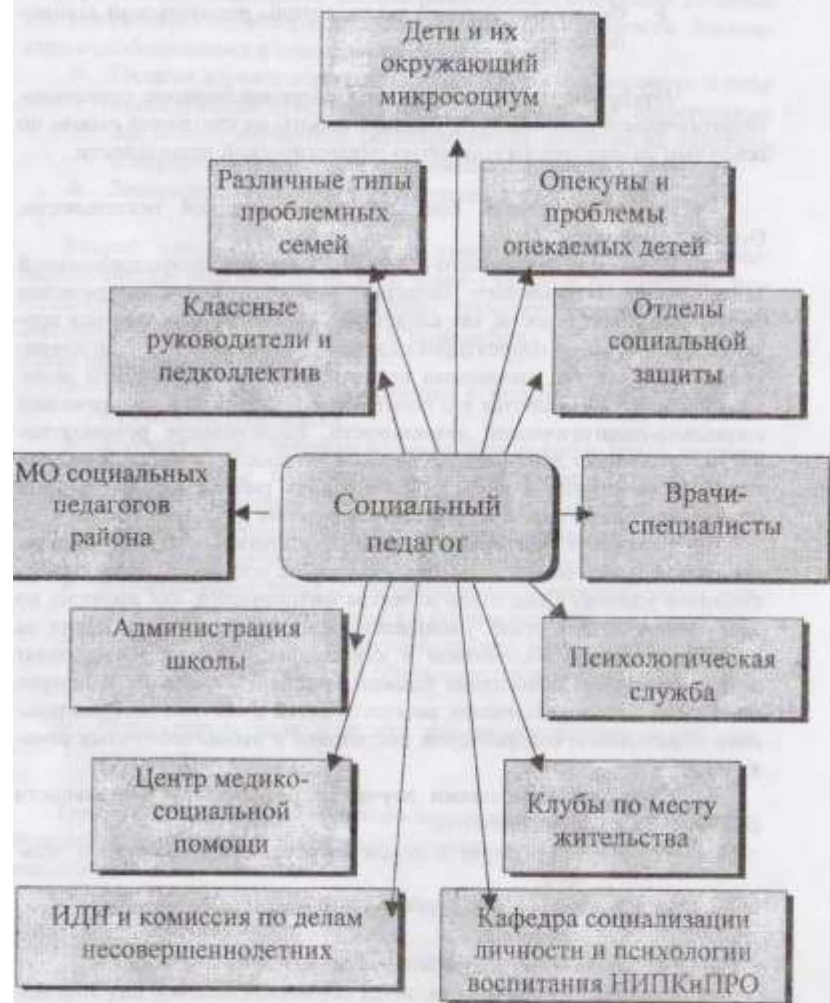 Дети и их
окружающий
микросоциум
Различные типы
проблемных
семей
Опекуны и
проблемы
опекаемых детей
Классные
руководители и
педколлектив
Отделы
социальной
защиты
МО социальных
педагогов
района
Социальный
педагог
Врачи-
специалисты
Администрация
школы
Психологическая
служба
Центр медико-
социальной
помощи
Клубы по месту
жительства
ИДН и комиссия по делам
несовершеннолетних
Кафедра социализации
личности и психологии
воспитания НИПКиПРО